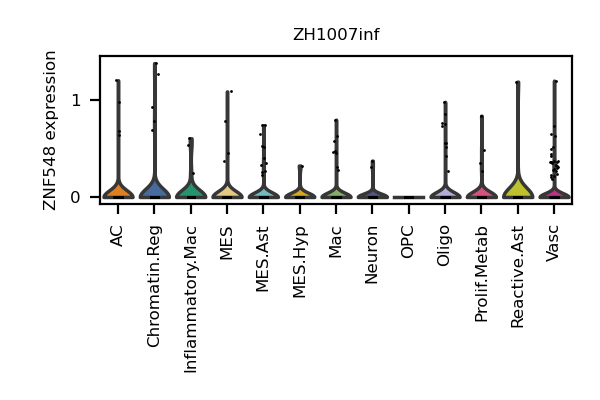 ZH1007inf
ZNF548 expression
1
0
AC
Chromatin.Reg
Inflammatory.Mac
MES
MES.Ast
MES.Hyp
Mac
Neuron
OPC
Oligo
Prolif.Metab
Reactive.Ast
Vasc